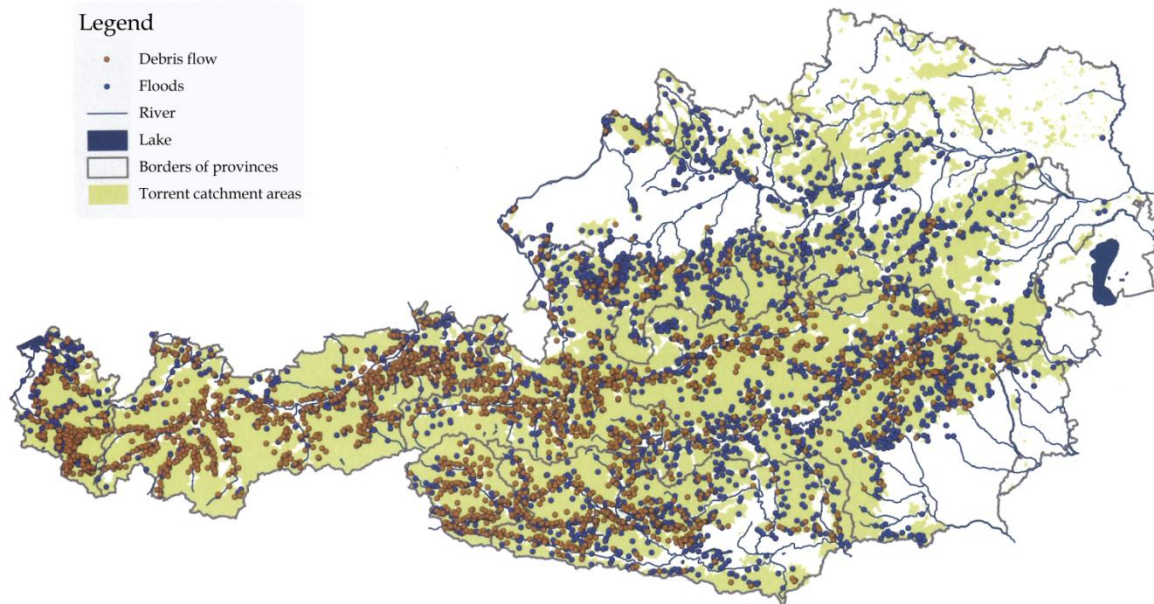 Legend
Debris flow
Floods
River
Lake
Borders of provinces
Torrent catchment areas